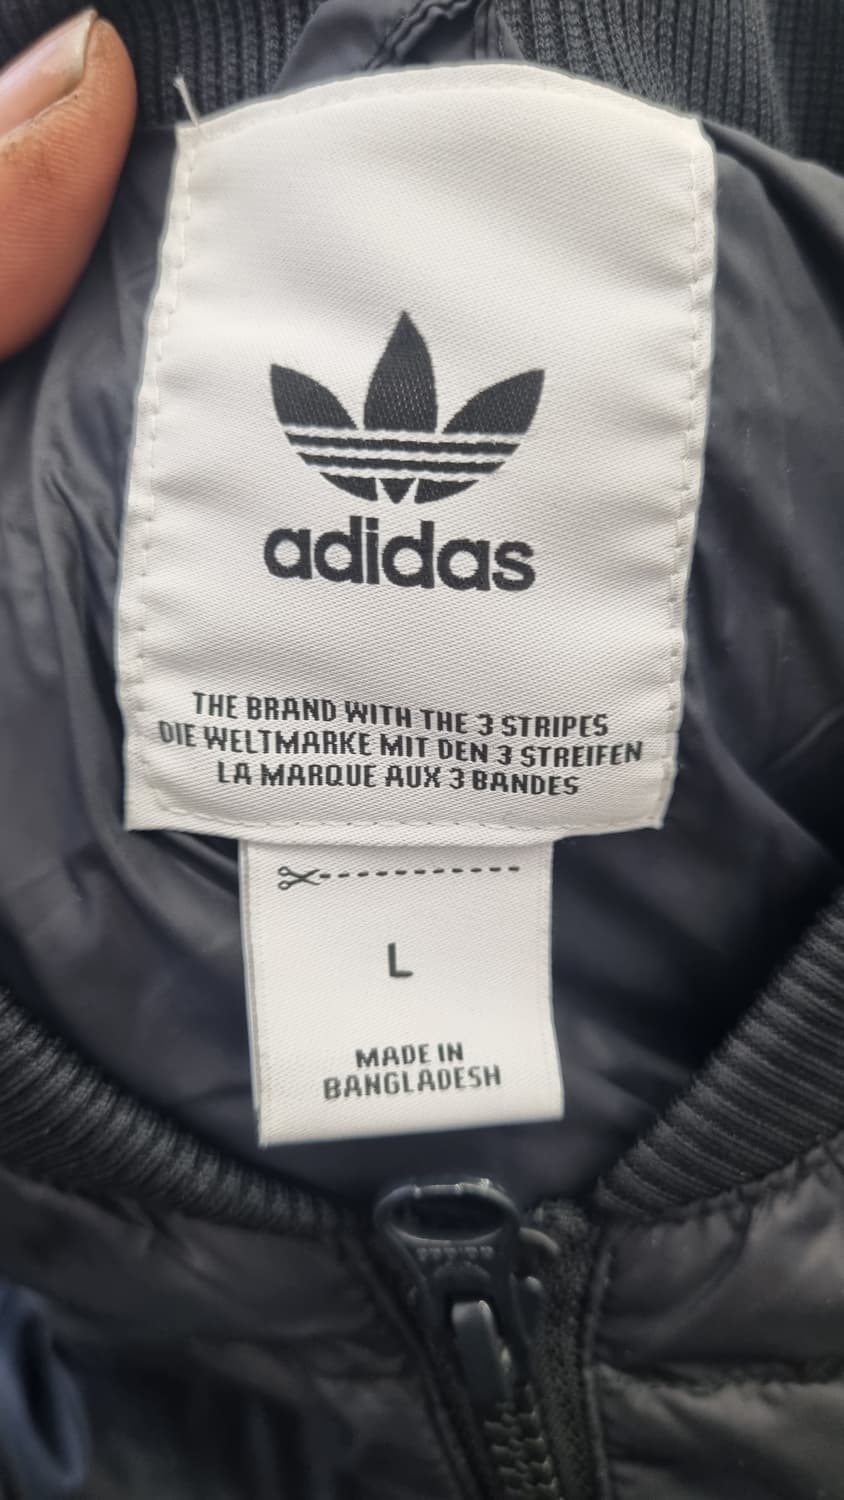 adidas
THE BRAND WITH THE 3 STRIPES
DIE WELTMARKE MIT DEN 3 STREIFEN
LA MARQUE AUX 3 BANDES
L
MADE IN
BANGLADESH